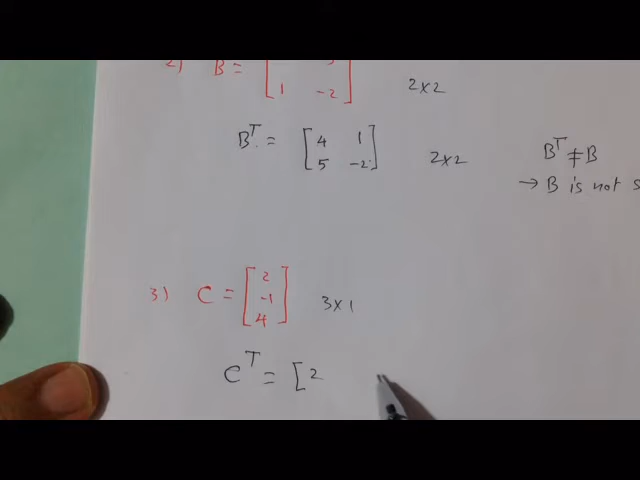 2) B = [
1 -2] 2x2
B^T = [4 1
5 -2] 2x2
B^T ≠ B
→ B is not
3) C = [2
-1
4] 3x1
C^T = [2